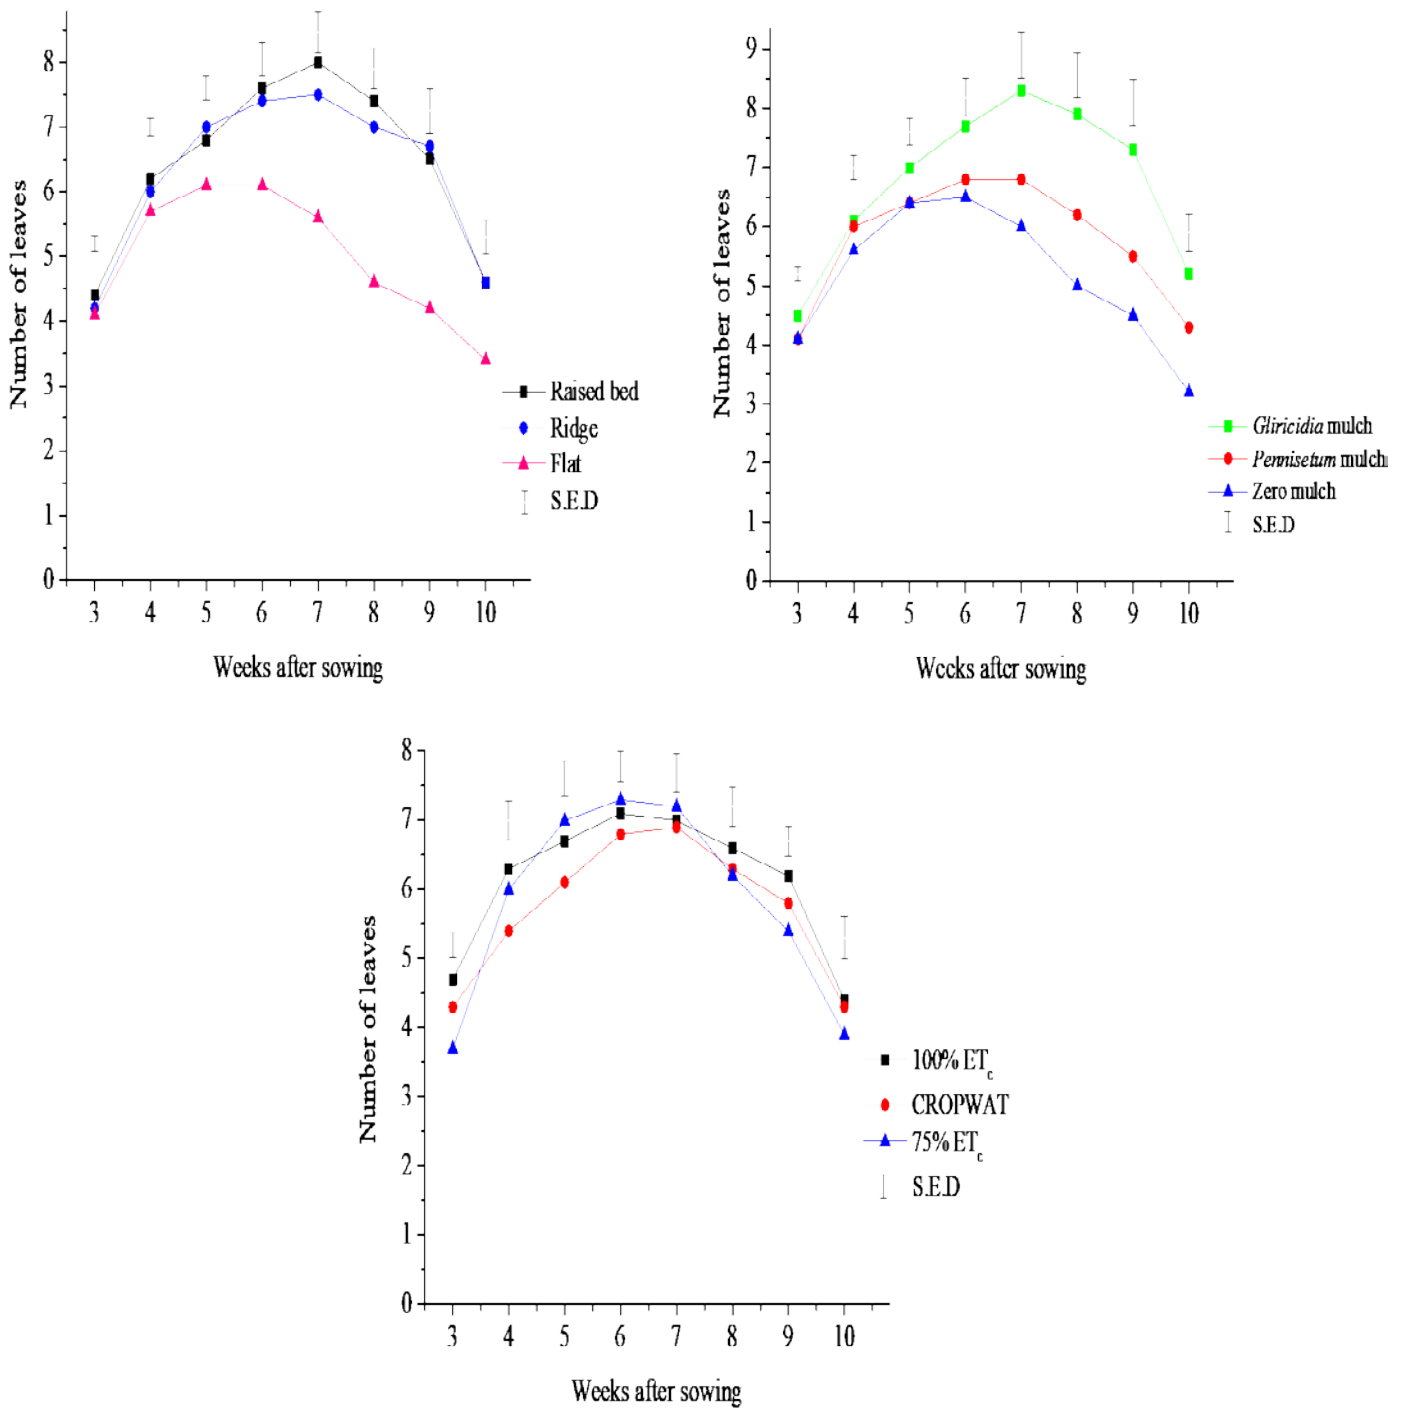 8
7
6
5
4
3
2
1
0
Number of leaves
3 4 5 6 7 8 9 10
Weeks after sowing
Raised bed
Ridge
Flat
S.E.D
9
8
7
6
5
4
3
2
1
0
Number of leaves
3 4 5 6 7 8 9 10
Weeks after sowing
Gliricidia mulch
Pennisetum mulch
Zero mulch
S.E.D
8
7
6
5
4
3
2
1
0
Number of leaves
3 4 5 6 7 8 9 10
Weeks after sowing
100% ETc
CROPWAT
75% ETc
S.E.D